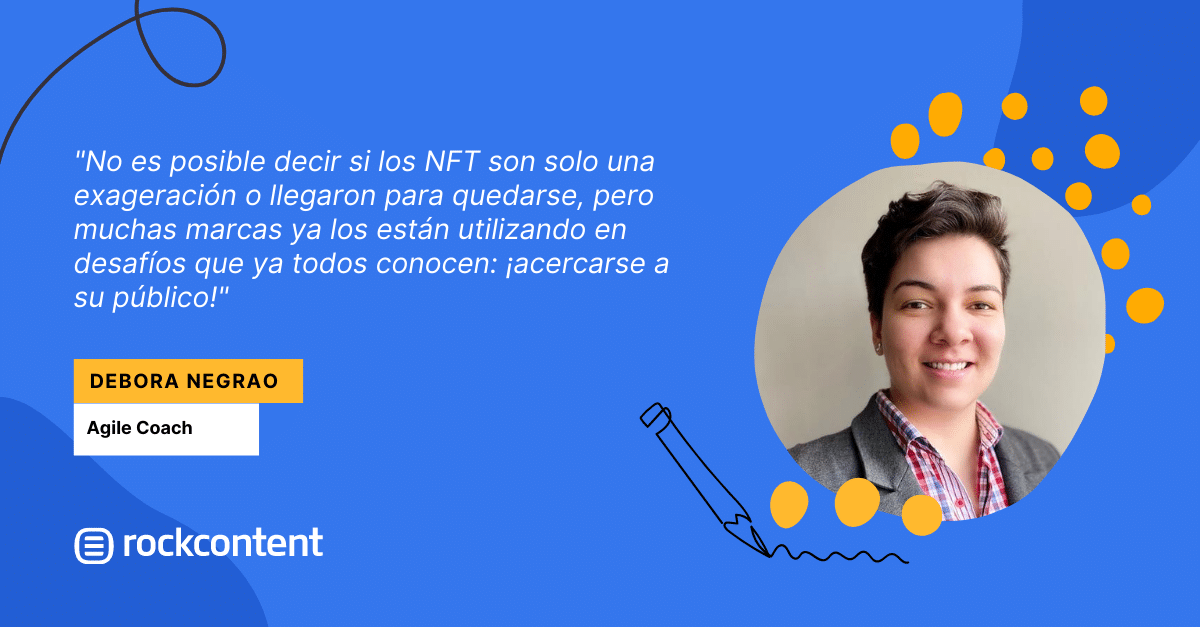 "No es posible decir si los NFT son solo una
exageración o llegaron para quedarse, pero
muchas marcas ya los están utilizando en
desafíos que ya todos conocen: ¡acercarse a
su público!"
DEBORA NEGRAO
Agile Coach
rockcontent